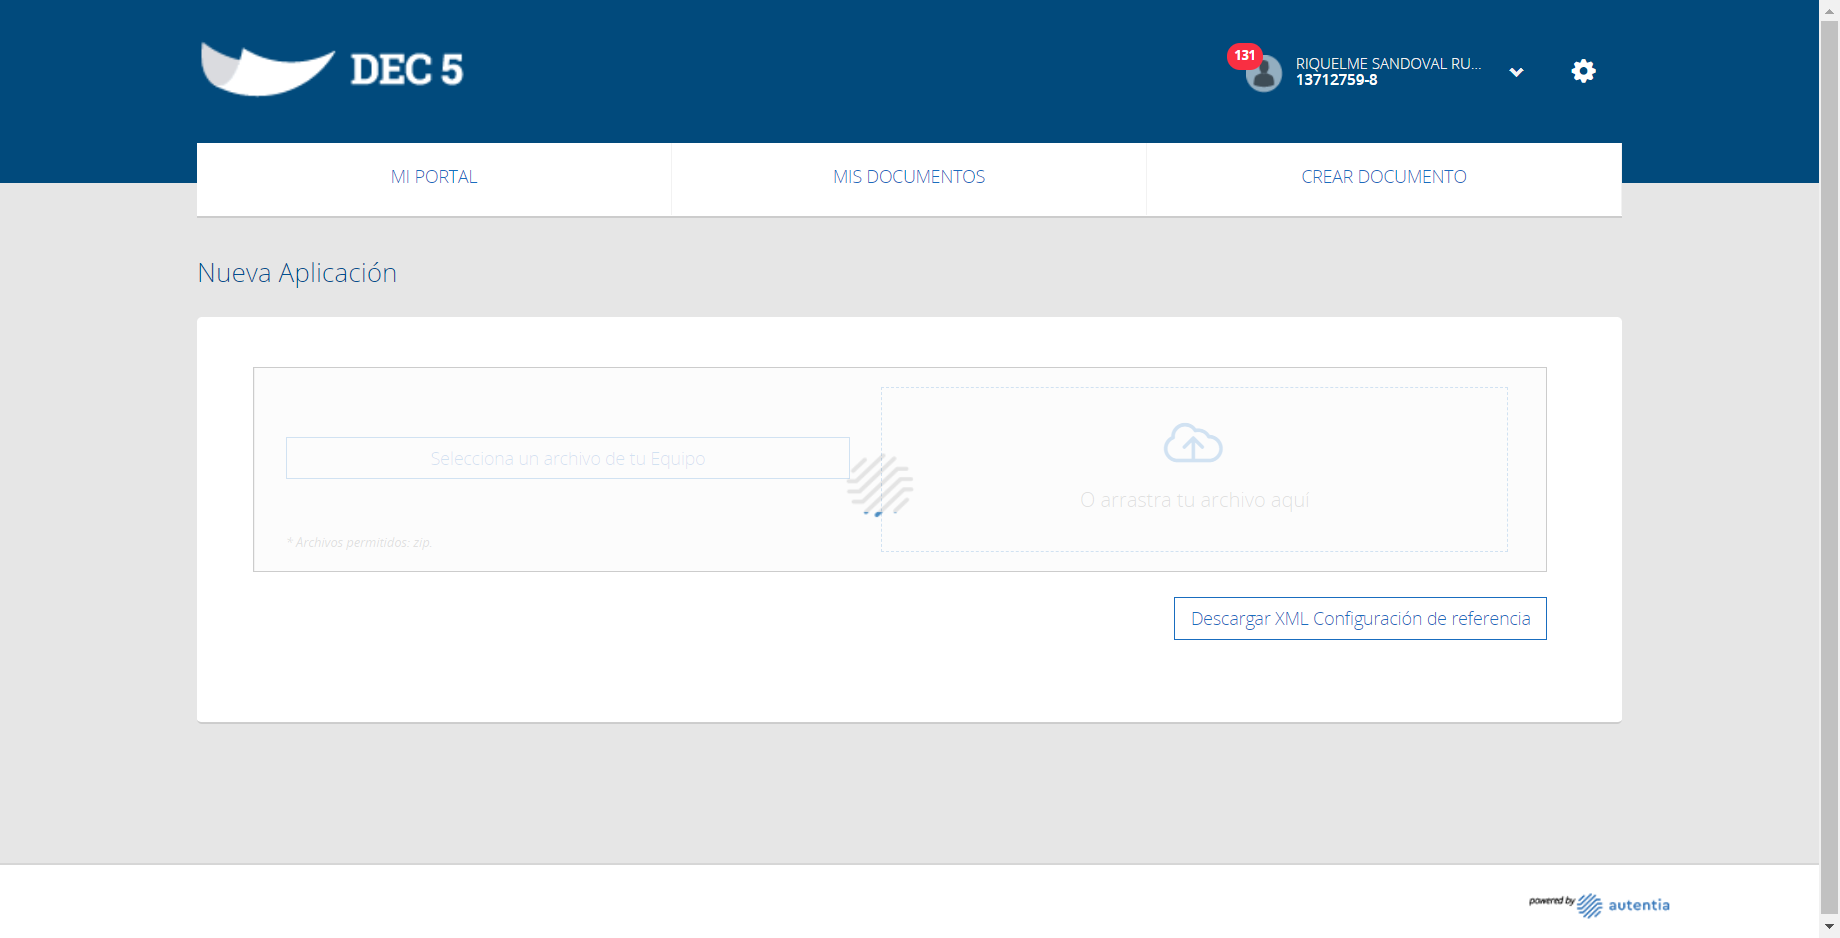 DEC 5
131
RIQUELME SANDOVAL RU...
13712759-8
MI PORTAL
MIS DOCUMENTOS
CREAR DOCUMENTO
Nueva Aplicación
Selecciona un archivo de tu Equipo
O arrastra tu archivo aquí
* Archivos permitidos: zip.
Descargar XML Configuración de referencia
powered by autentia